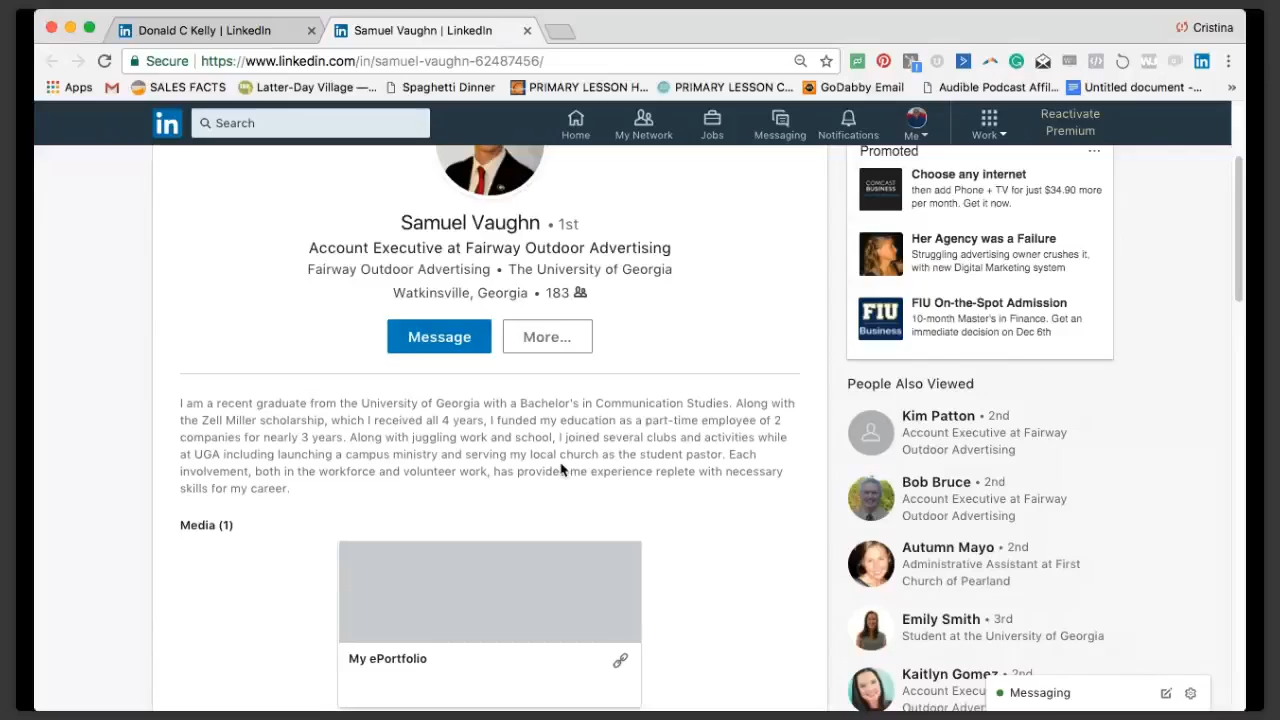 Donald C Kelly | LinkedIn
Samuel Vaughn | LinkedIn
Cristina
Secure
https://www.linkedin.com/in/samuel-vaughn-62487456/
Apps
SALES FACTS
Latter-Day Village —...
Spaghetti Dinner
PRIMARY LESSON H...
PRIMARY LESSON C...
GoDabby Email
Audible Podcast Affil...
Untitled document -...
»
in
Search
Home
My Network
Jobs
Messaging
Notifications
Me
Work
Reactivate
Premium
Samuel Vaughn • 1st
Account Executive at Fairway Outdoor Advertising
Fairway Outdoor Advertising • The University of Georgia
Watkinsville, Georgia • 183
Message
More...
I am a recent graduate from the University of Georgia with a Bachelor's in Communication Studies. Along with
the Zell Miller scholarship, which I received all 4 years, I funded my education as a part-time employee of 2
companies for nearly 3 years. Along with juggling work and school, I joined several clubs and activities while
at UGA including launching a campus ministry and serving my local church as the student pastor. Each
involvement, both in the workforce and volunteer work, has provided me experience replete with necessary
skills for my career.
Media (1)
My ePortfolio
Promoted
...
COMCAST
BUSINESS
Choose any internet
then add Phone + TV for just $34.90 more
per month. Get it now.
Her Agency was a Failure
Struggling advertising owner crushes it,
with new Digital Marketing system
FIU
Business
FIU On-the-Spot Admission
10-month Master's in Finance. Get an
immediate decision on Dec 6th
People Also Viewed
Kim Patton • 2nd
Account Executive at Fairway
Outdoor Advertising
Bob Bruce • 2nd
Account Executive at Fairway
Outdoor Advertising
Autumn Mayo • 2nd
Administrative Assistant at First
Church of Pearland
Emily Smith • 3rd
Student at the University of Georgia
Kaitlyn Gomez • 2nd
Account Execu
Outdoor Adver
Messaging